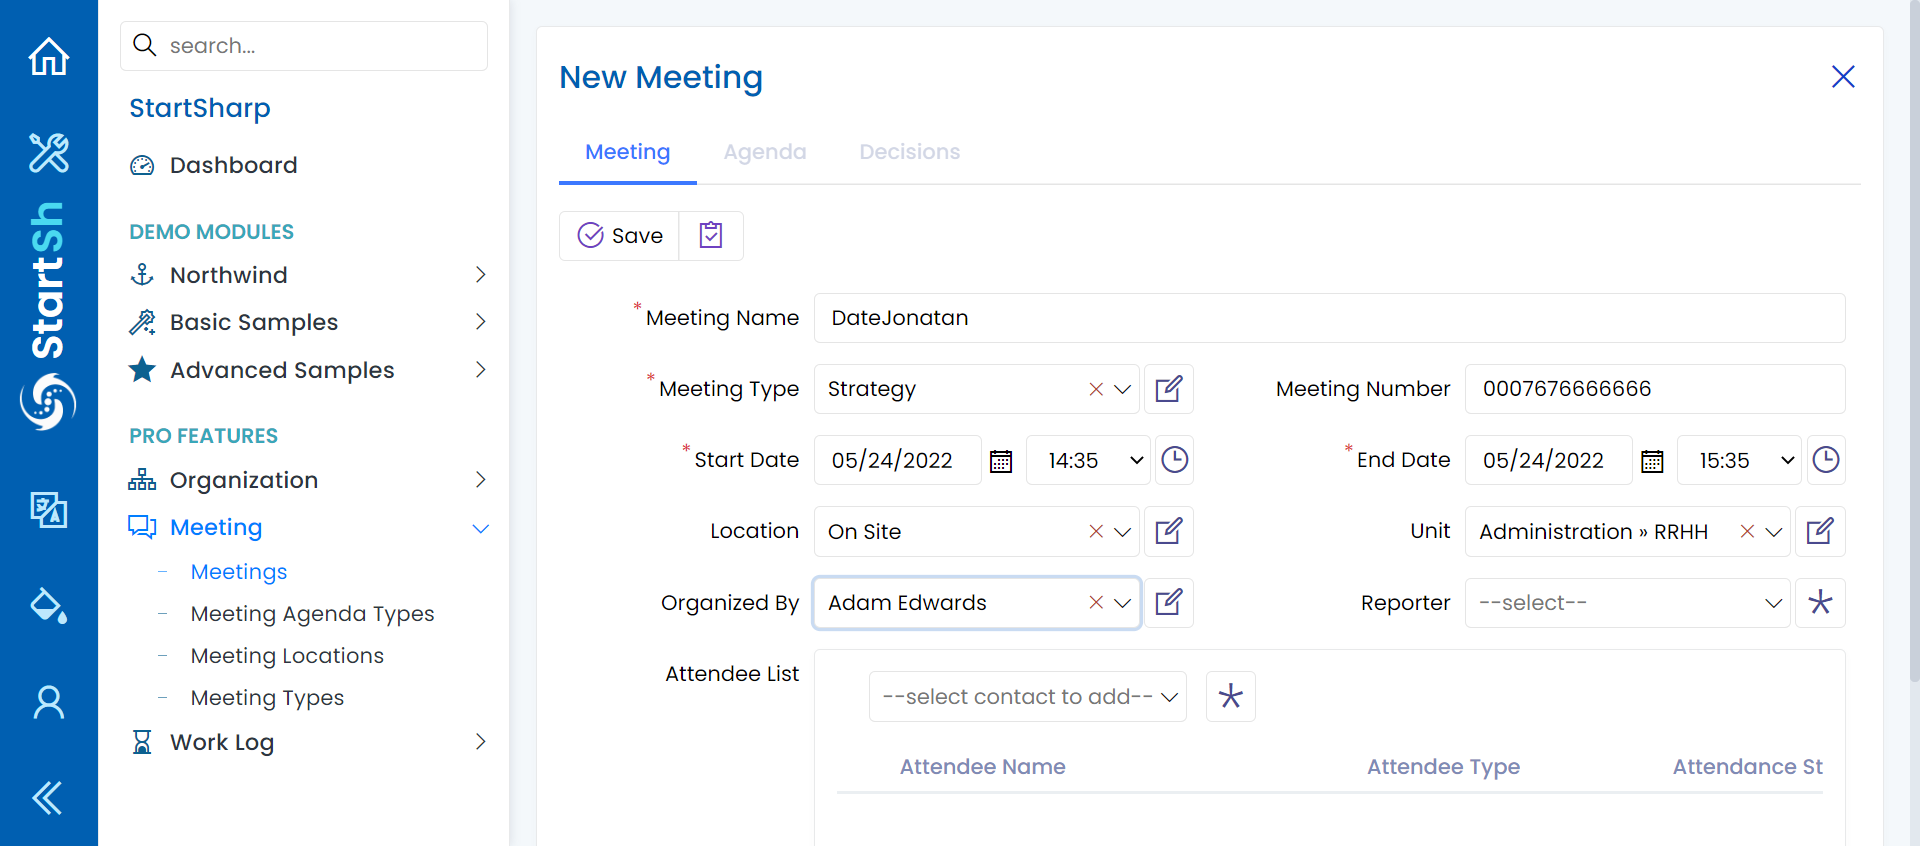 search...
StartSharp
Dashboard
DEMO MODULES
Northwind
Basic Samples
Advanced Samples
PRO FEATURES
Organization
Meeting
Meetings
Meeting Agenda Types
Meeting Locations
Meeting Types
Work Log
StartSh
New Meeting
Meeting Agenda Decisions
Save
* Meeting Name DateJonatan
* Meeting Type Strategy Meeting Number 0007676666666
* Start Date 05/24/2022 14:35 * End Date 05/24/2022 15:35
Location On Site Unit Administration » RRHH
Organized By Adam Edwards Reporter --select--
Attendee List --select contact to add--
Attendee Name Attendee Type Attendance St